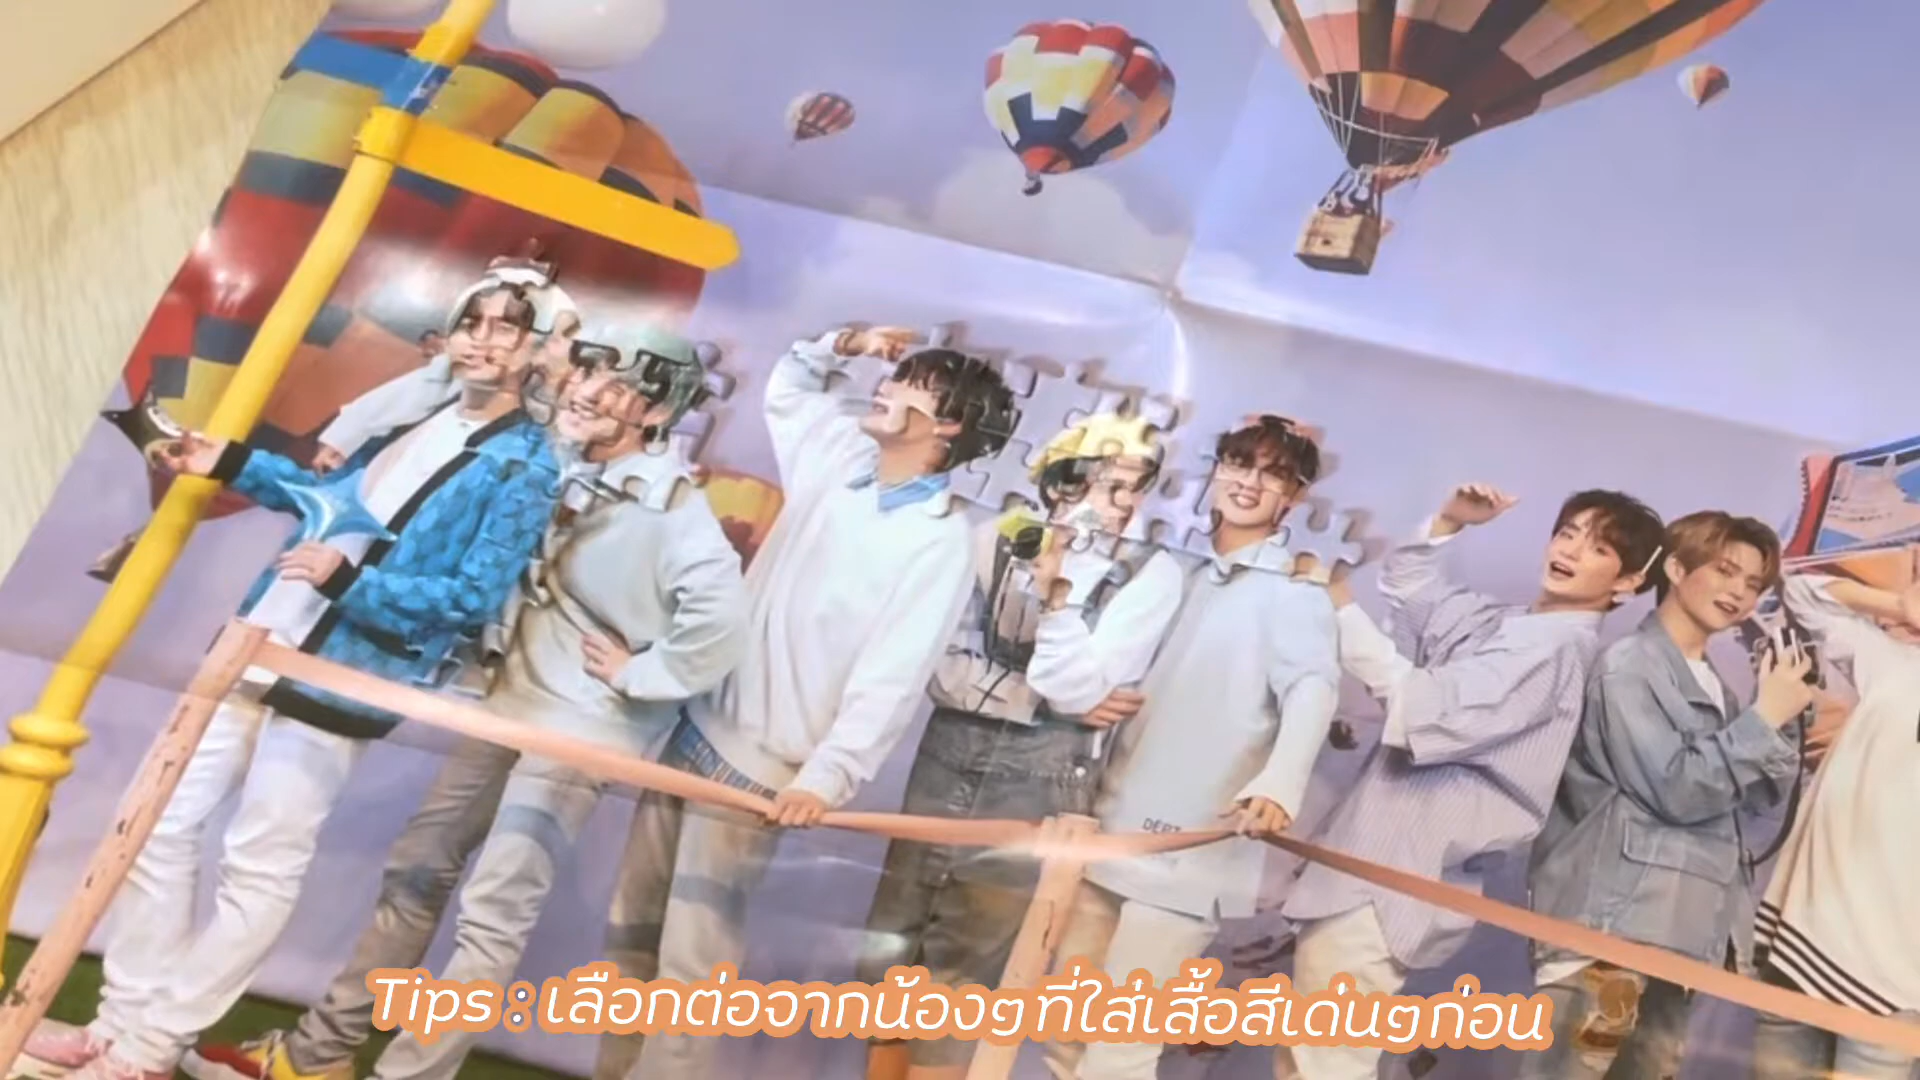 DEPT
Tips : เลือกต่อจากน้องๆที่ใส่เสื้อสีเด่นๆก่อน